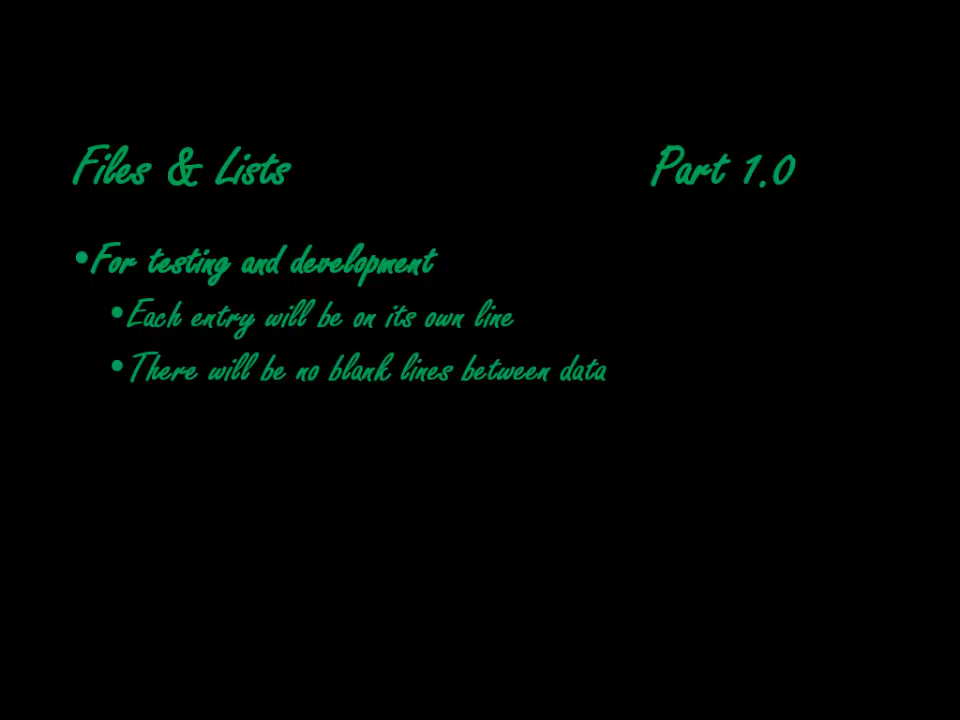 Files & Lists Part 1.0
•For testing and development
•Each entry will be on its own line
•There will be no blank lines between data